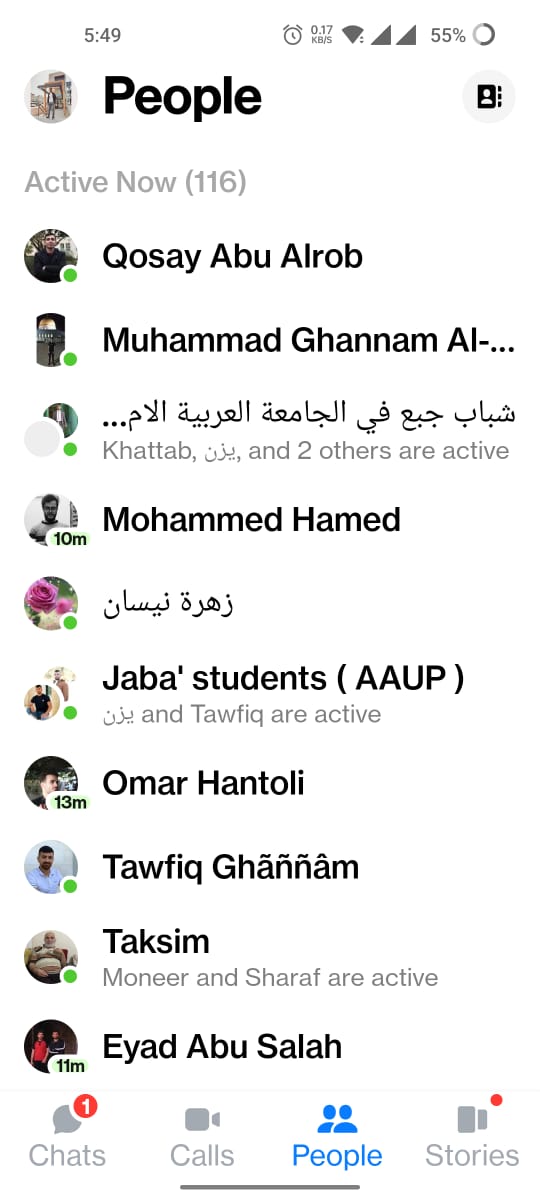 5:49 0.17 KB/S 55%
People
Active Now (116)
Qosay Abu Alrob
Muhammad Ghannam Al-...
شباب جبع في الجامعة العربية الام...
Khattab, يزن, and 2 others are active
10m
Mohammed Hamed
زهرة نيسان
Jaba' students ( AAUP )
يزن and Tawfiq are active
13m
Omar Hantoli
Tawfiq Ghãññâm
Taksim
Moneer and Sharaf are active
11m
Eyad Abu Salah
1
Chats Calls People Stories